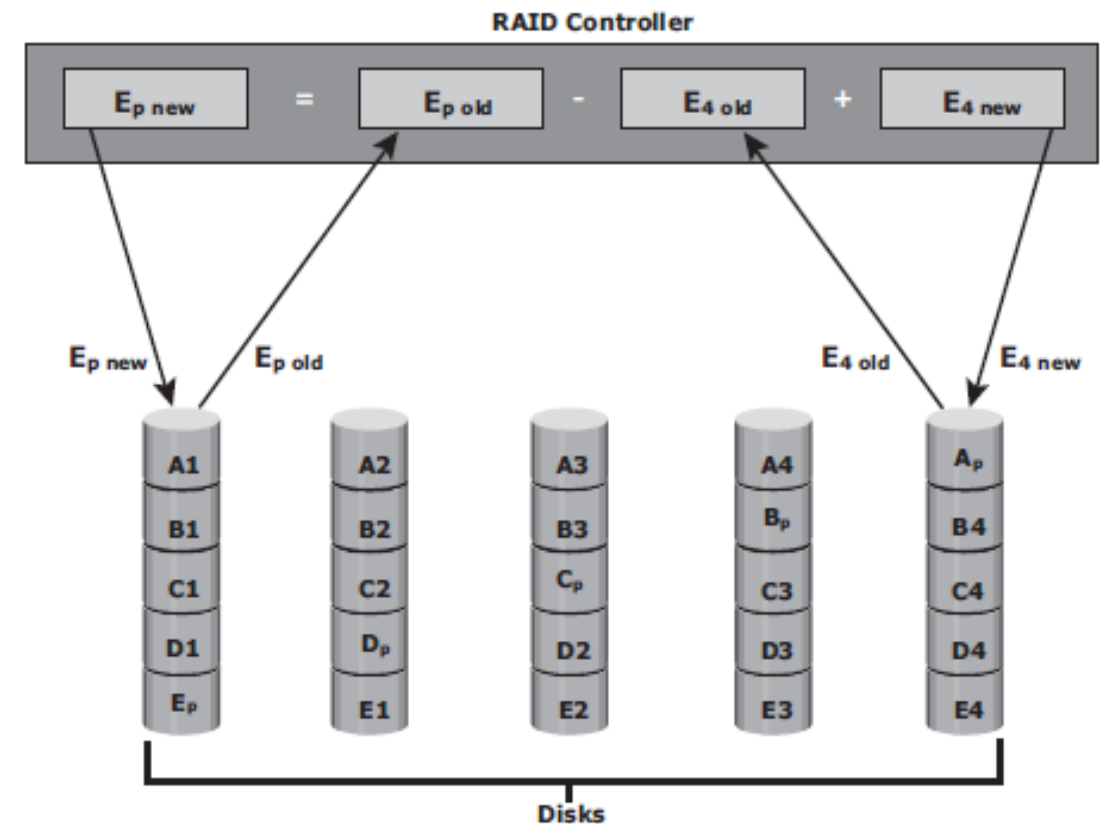 RAID Controller
Ep new = Ep old - E4 old + E4 new
Ep new Ep old E4 old E4 new
A1 A2 A3 A4 Ap
B1 B2 B3 Bp B4
C1 C2 Cp C3 C4
D1 Dp D2 D3 D4
Ep E1 E2 E3 E4
Disks